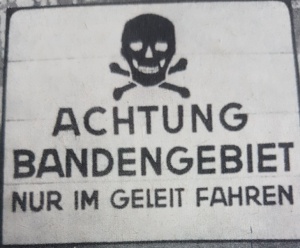 ACHTUNG
BANDENGEBIET
NUR IM GELEIT FAHREN